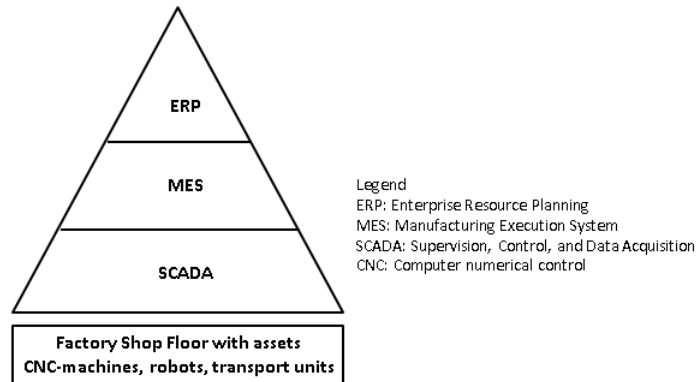 ERP
MES
SCADA
Factory Shop Floor with assets
CNC-machines, robots, transport units
Legend
ERP: Enterprise Resource Planning
MES: Manufacturing Execution System
SCADA: Supervision, Control, and Data Acquisition
CNC: Computer numerical control